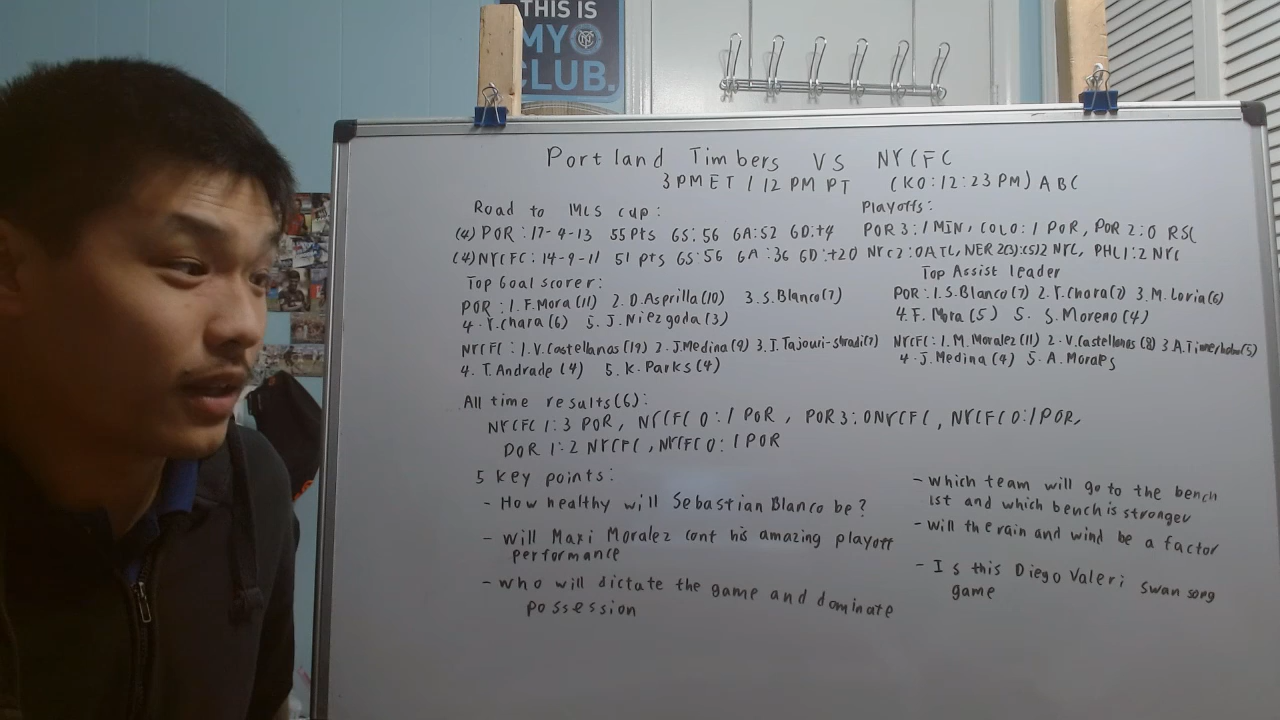 THIS IS
MY
CLUB.
Portland Timbers VS NYCFC
3 PM ET / 12 PM PT (KO: 12:23 PM) ABC
Road to MLS cup:
(4) POR: 17-4-13 55 Pts GS: 56 GA: 52 GD: +4
(4) NYCFC: 14-9-11 51 pts GS: 56 GA: 36 GD: +20
Playoffs:
POR 3:1 MIN, COLO:1 POR, POR 2:0 RSL
NYC 2:0 ATL, NER 2(3):(5)2 NYC, PHL 1:2 NYC
Top Goal scorer:
POR: 1. F. Mora (11) 2. D. Asprilla (10) 3. S. Blanco (7)
4. Y. Chara (6) 5. J. Niezgoda (3)
NYCFC: 1. V. Castellanos (19) 2. J. Medina (9) 3. I. Tajouri-shradi (7)
4. T. Andrade (4) 5. K. Parks (4)
Top Assist leader
POR: 1. S. Blanco (7) 2. Y. Chara (7) 3. M. Loria (6)
4. F. Mora (5) 5. S. Moreno (4)
NYCFC: 1. M. Moralez (11) 2. V. Castellanos (8) 3. A. (5)
4. J. Medina (4) 5. A. Morales
All time results (6):
NYCFC 1:3 POR, NYCFC 0:1 POR, POR 3:0 NYCFC, NYCFC 0:1 POR,
POR 1:2 NYCFC, NYCFC 0:1 POR
5 key points:
- How healthy will Sebastian Blanco be?
- will Maxi Moralez cont his amazing playoff
performance
- who will dictate the game and dominate
possession
- which team will go to the bench
1st and which bench is stronger
- will the rain and wind be a factor
- Is this Diego Valeri swan song
game